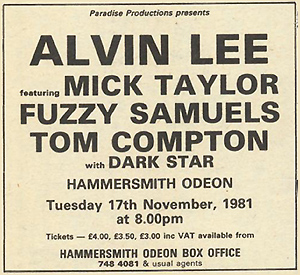 Paradise Productions presents
ALVIN LEE
featuring MICK TAYLOR
FUZZY SAMUELS
TOM COMPTON
with DARK STAR
HAMMERSMITH ODEON
Tuesday 17th November, 1981
at 8.00pm
Tickets — £4.00, £3.50, £3.00 inc VAT available from
HAMMERSMITH ODEON BOX OFFICE
748 4081 & usual agents